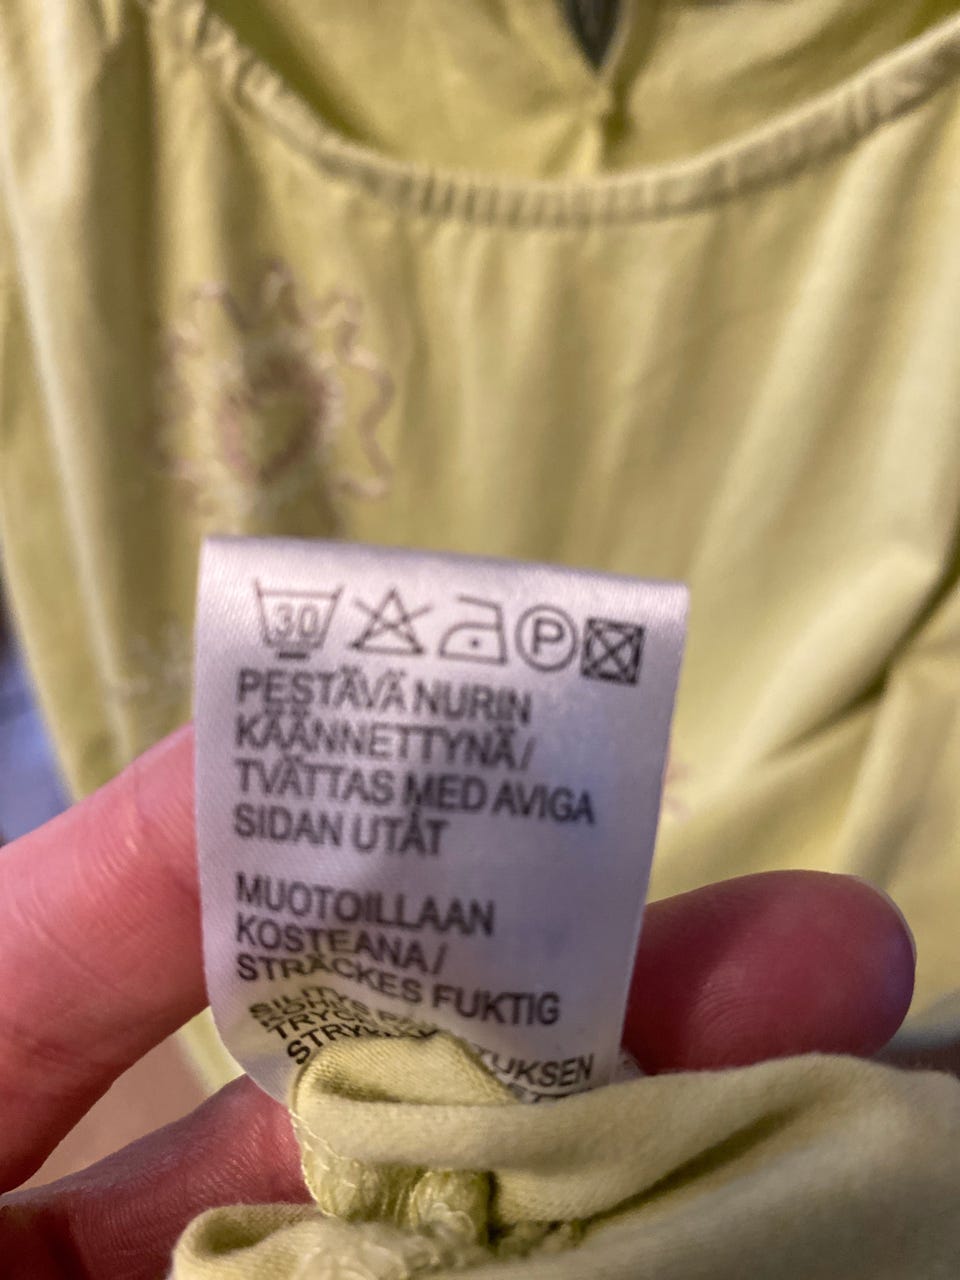 30 P
PESTÄVÄ NURIN
KÄÄNNETTYNÄ/
TVÄTTAS MED AVIGA
SIDAN UTÅT
MUOTOILLAAN
KOSTEANA/
STRÄCKES FUKTIG